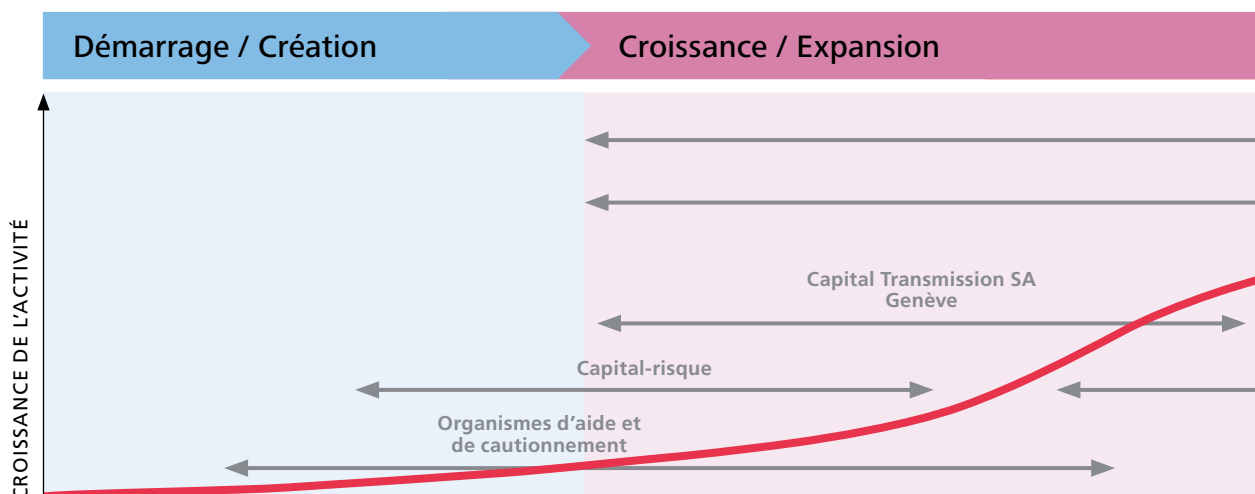 Démarrage / Création
Croissance / Expansion
CROISSANCE DE L'ACTIVITÉ
Capital Transmission SA
Genève
Capital-risque
Organismes d'aide et
de cautionnement